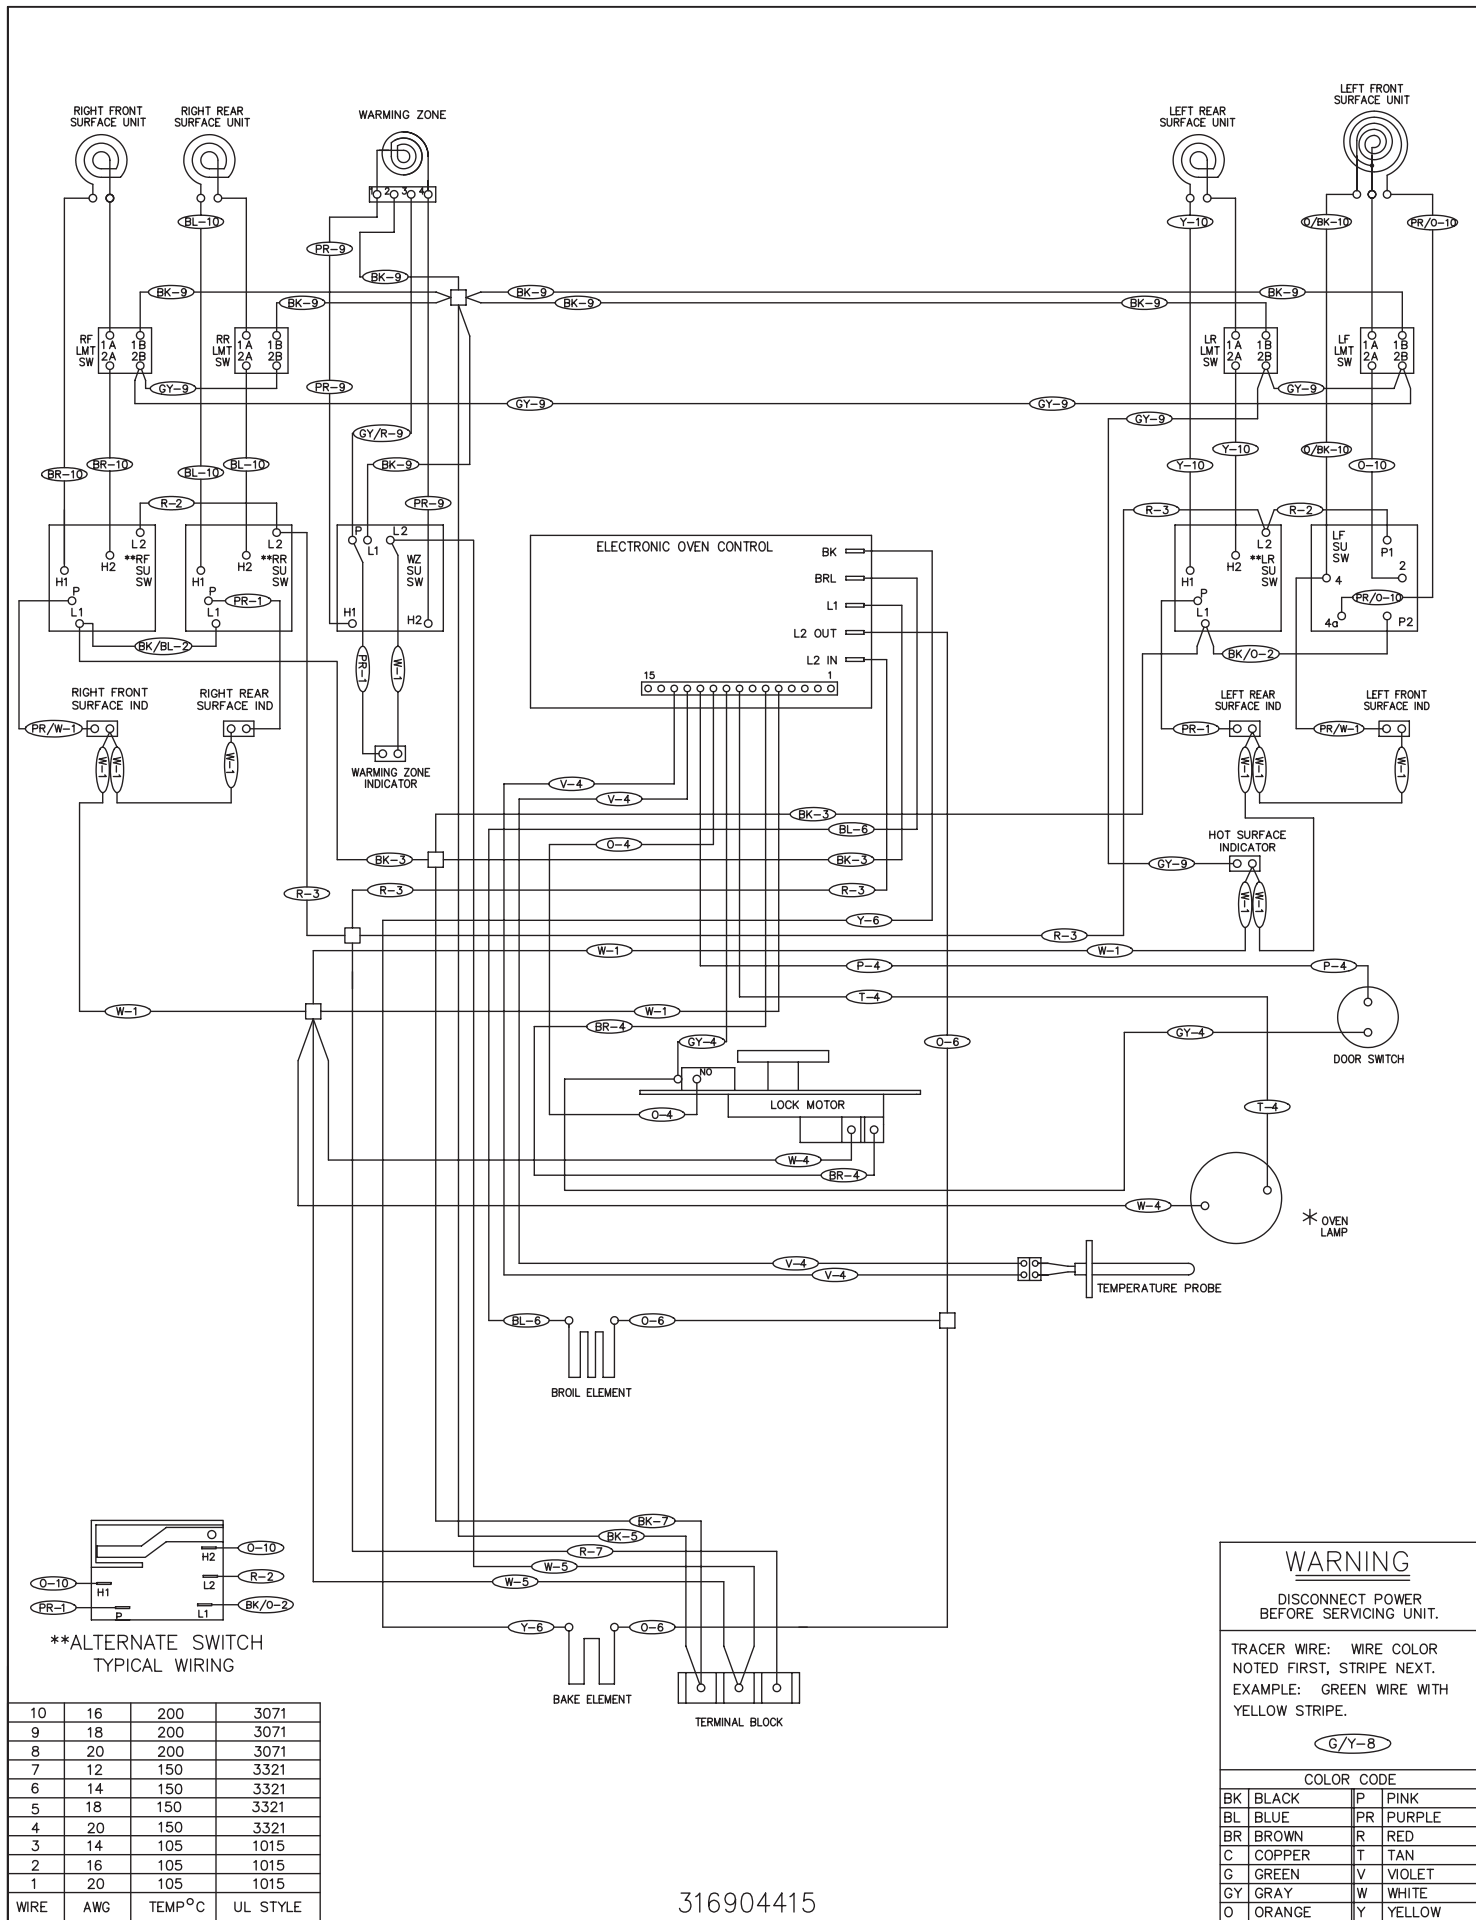 RIGHT FRONT
SURFACE UNIT
RIGHT REAR
SURFACE UNIT
WARMING ZONE
LEFT REAR
SURFACE UNIT
LEFT FRONT
SURFACE UNIT
1 2 3 4
BL-10
Y-10
O/BK-10
PR/O-10
PR-9
BK-9
BK-9
BK-9
BK-9
BK-9
BK-9
BK-9
BK-9
RF
LMT
SW
1A 1B
2A 2B
RR
LMT
SW
1A 1B
2A 2B
LR
LMT
SW
1A 1B
2A 2B
LF
LMT
SW
1A 1B
2A 2B
GY-9
PR-9
GY-9
GY-9
GY-9
GY-9
GY/R-9
BR-10
BR-10
BL-10
BL-10
BK-9
Y-10
Y-10
O/BK-10
O-10
R-2
PR-9
R-3
R-2
L2
H2
**RF
SU
SW
H1
P
L1
L2
H2
**RR
SU
SW
H1
P
L1
PR-1
BK/BL-2
P
L1
L2
WZ
SU
SW
H1
H2
PR-1
W-1
ELECTRONIC OVEN CONTROL
BK
BRL
L1
L2 OUT
L2 IN
15
1
L2
H2
**LR
SU
SW
H1
P
L1
LF
SU
SW
P1
2
4
PR/O-10
4a
P2
BK/O-2
RIGHT FRONT
SURFACE IND
RIGHT REAR
SURFACE IND
PR/W-1
W-1
W-1
W-1
WARMING ZONE
INDICATOR
LEFT REAR
SURFACE IND
LEFT FRONT
SURFACE IND
PR-1
PR/W-1
W-1
W-1
W-1
V-4
V-4
BK-3
BL-6
O-4
BK-3
BK-3
HOT SURFACE
INDICATOR
GY-9
W-1
W-1
R-3
R-3
R-3
Y-6
R-3
W-1
W-1
P-4
P-4
T-4
W-1
W-1
BR-4
GY-4
O-6
GY-4
DOOR SWITCH
NO
LOCK MOTOR
O-4
T-4
W-4
BR-4
W-4
* OVEN
LAMP
V-4
V-4
TEMPERATURE PROBE
BL-6
O-6
BROIL ELEMENT
BK-7
BK-5
R-7
W-5
W-5
Y-6
O-6
BAKE ELEMENT
TERMINAL BLOCK
H2
O-10
O-10
H1
L2
R-2
PR-1
P
L1
BK/O-2
**ALTERNATE SWITCH
TYPICAL WIRING
10 16 200 3071
9 18 200 3071
8 20 200 3071
7 12 150 3321
6 14 150 3321
5 18 150 3321
4 20 150 3321
3 14 105 1015
2 16 105 1015
1 20 105 1015
WIRE AWG TEMP°C UL STYLE
316904415
WARNING
DISCONNECT POWER
BEFORE SERVICING UNIT.
TRACER WIRE: WIRE COLOR
NOTED FIRST, STRIPE NEXT.
EXAMPLE: GREEN WIRE WITH
YELLOW STRIPE.
G/Y-8
COLOR CODE
BK BLACK P PINK
BL BLUE PR PURPLE
BR BROWN R RED
C COPPER T TAN
G GREEN V VIOLET
GY GRAY W WHITE
O ORANGE Y YELLOW